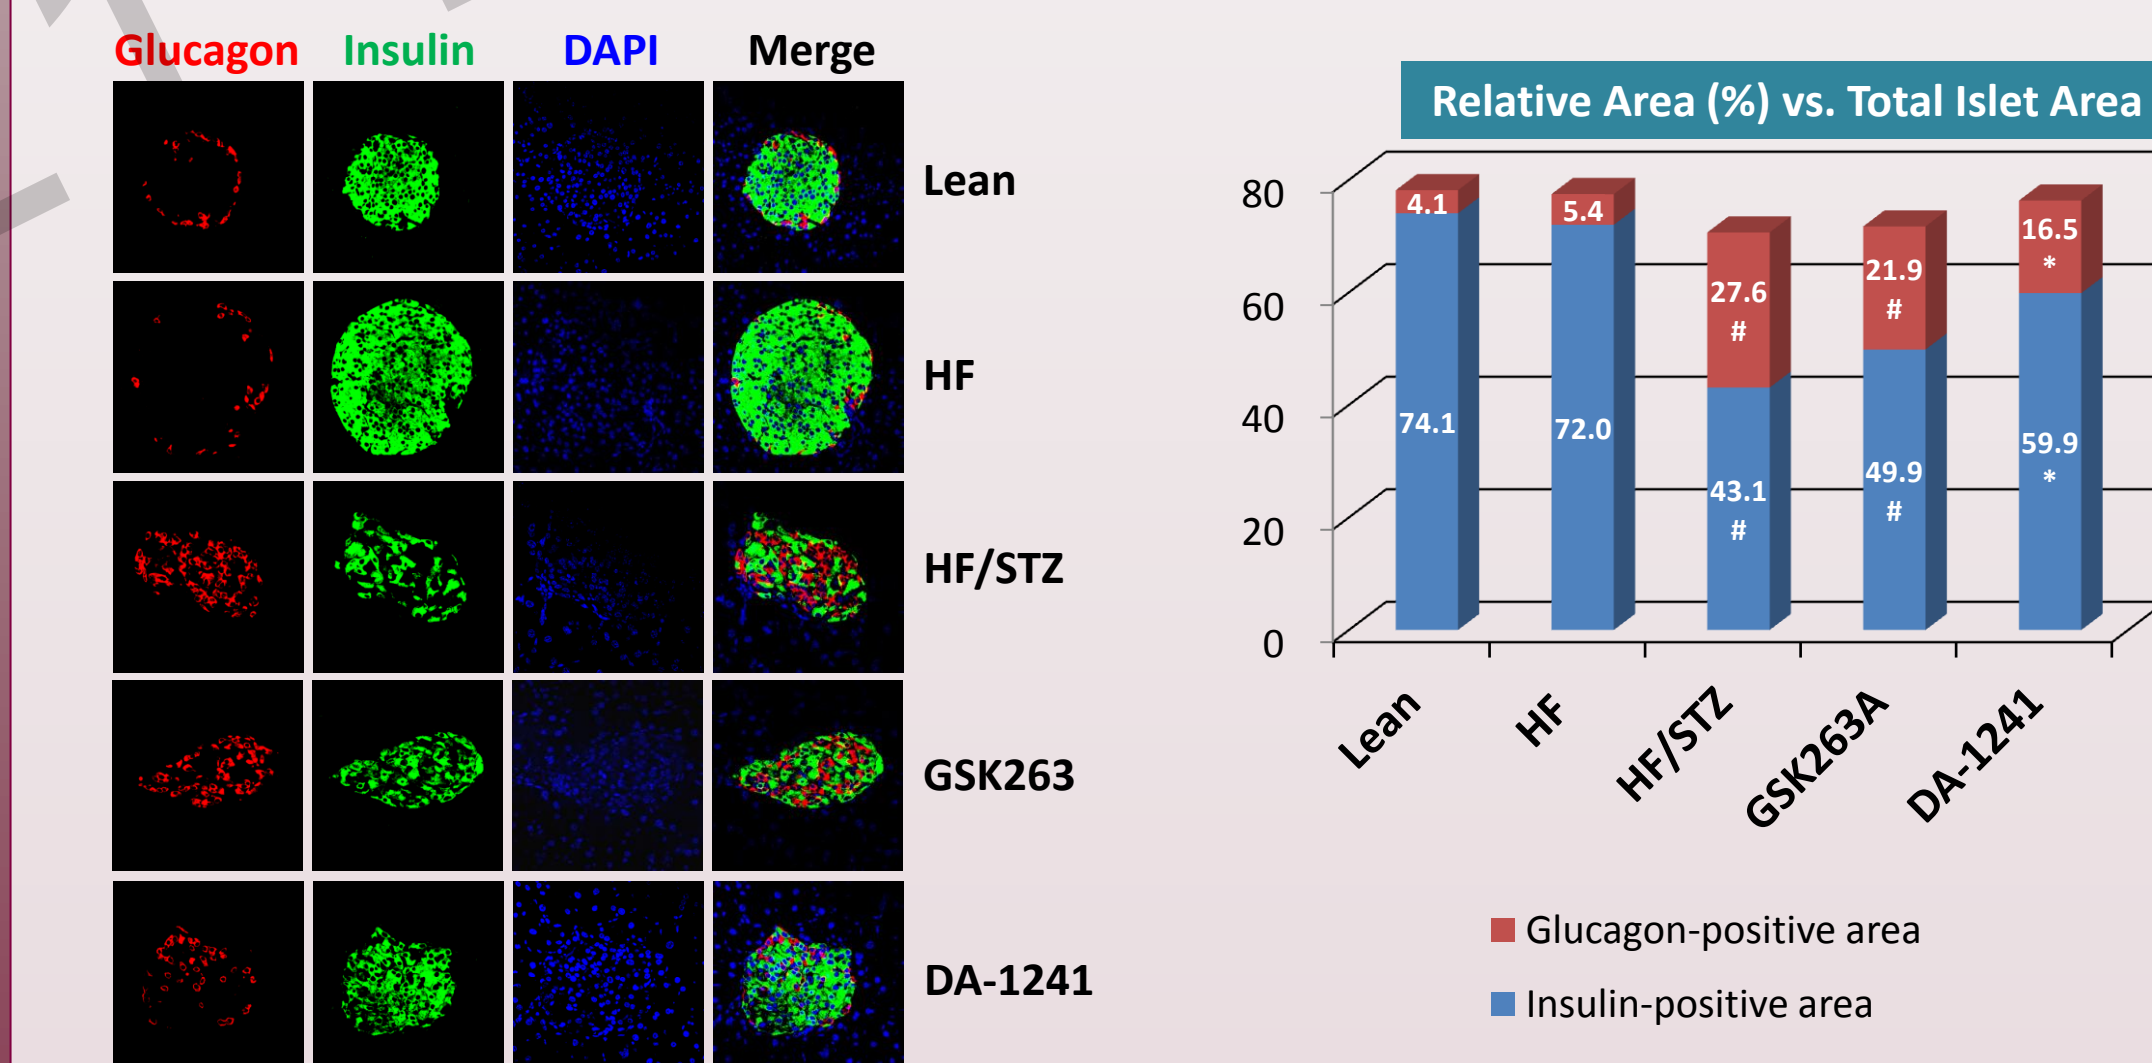 Glucagon Insulin DAPI Merge
Lean
HF
HF/STZ
GSK263
DA-1241
Relative Area (%) vs. Total Islet Area
80
60
40
20
0
4.1
74.1
5.4
72.0
27.6
#
43.1
#
21.9
#
49.9
#
16.5
*
59.9
*
Lean
HF
HF/STZ
GSK263A
DA-1241
Glucagon-positive area
Insulin-positive area